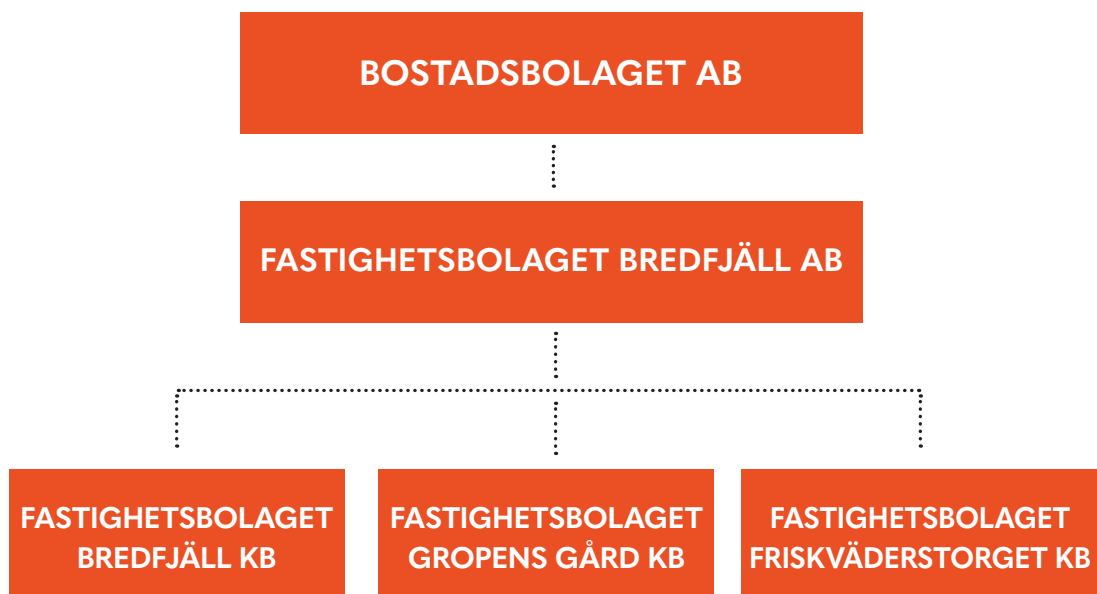 BOSTADSBOLAGET AB
FASTIGHETSBOLAGET BREDFJÄLL AB
FASTIGHETSBOLAGET
BREDFJÄLL KB
FASTIGHETSBOLAGET
GROPENS GÅRD KB
FASTIGHETSBOLAGET
FRISKVÄDERSTORGET KB